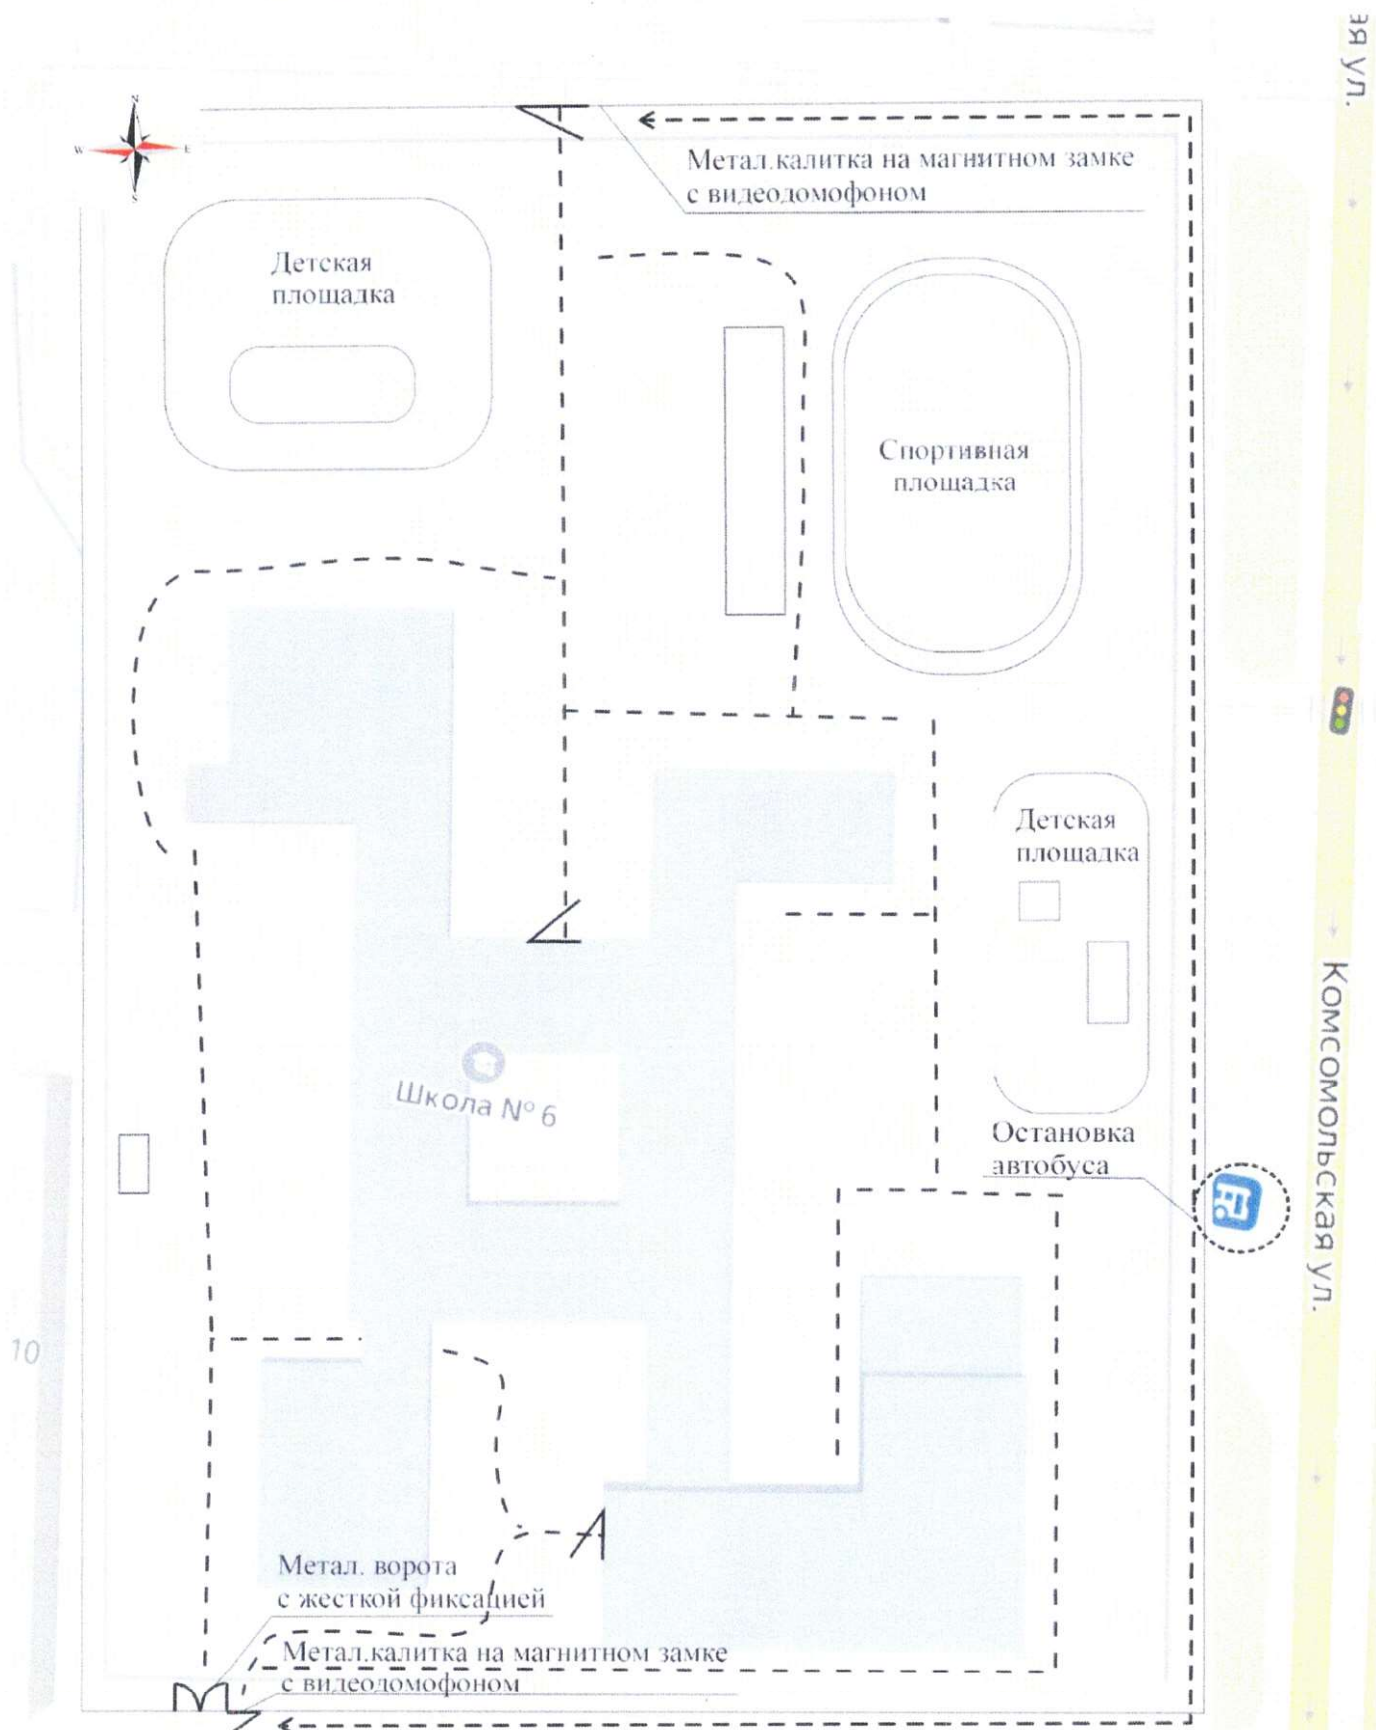 ая ул.
N
W
E
S
Метал.калитка на магнитном замке
с видеодомофоном
Детская
площадка
Спортивная
площадка
Детская
площадка
Комсомольская ул.
Школа № 6
Остановка
автобуса
10
Метал. ворота
с жесткой фиксацией
Метал.калитка на магнитном замке
с видеодомофоном